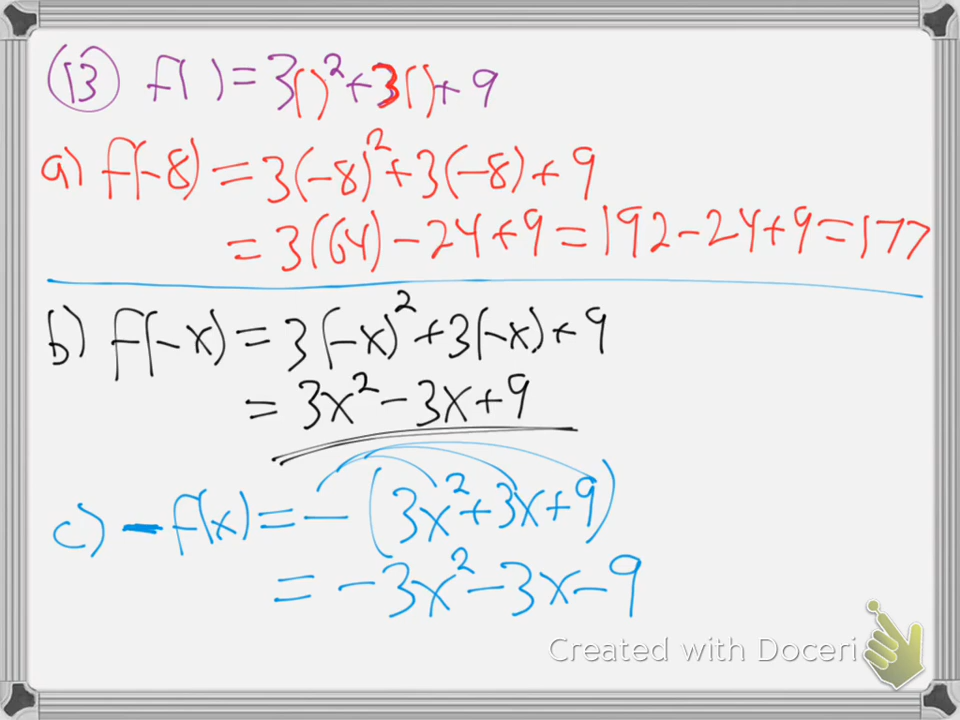 (13) f( ) = 3( )² + 3( ) + 9
a) f(-8) = 3(-8)² + 3(-8) + 9
= 3(64) - 24 + 9 = 192 - 24 + 9 = 177
b) f(-x) = 3(-x)² + 3(-x) + 9
= 3x² - 3x + 9
c) -f(x) = -(3x² + 3x + 9)
= -3x² - 3x - 9
Created with Doceri